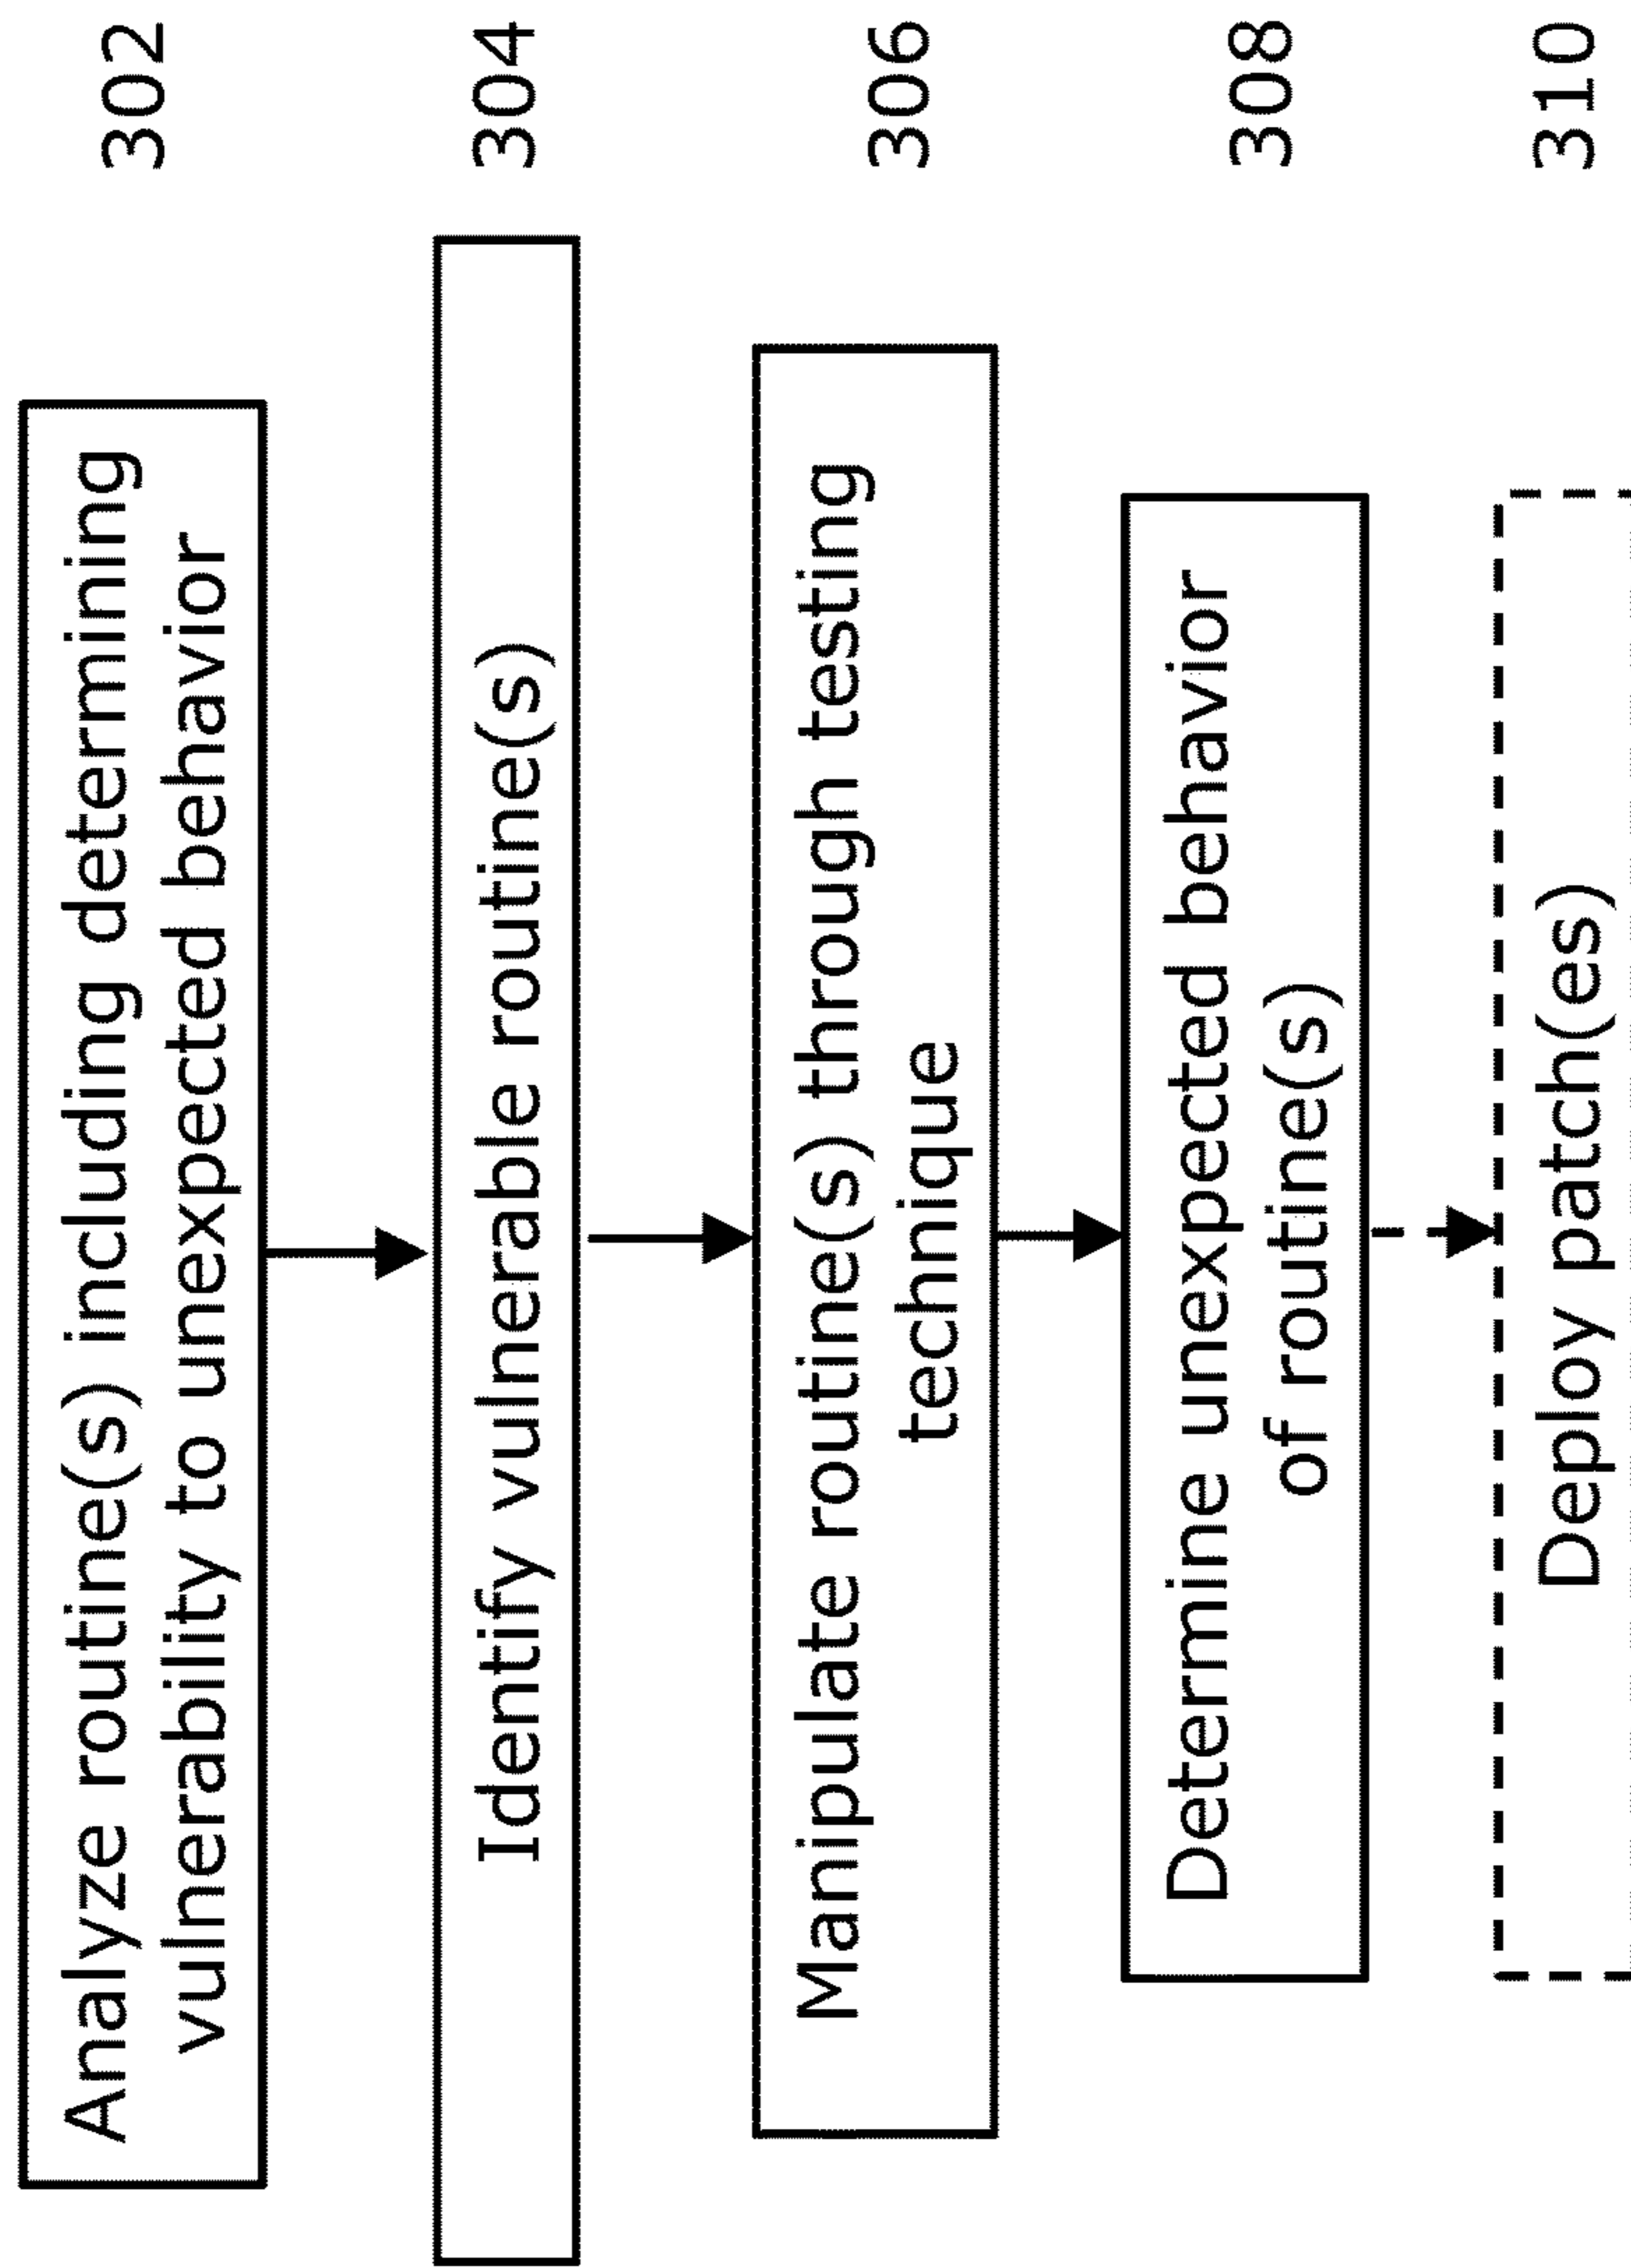 Analyze routine(s) including determining
vulnerability to unexpected behavior
302
Identify vulnerable routine(s)
304
Manipulate routine(s) through testing
technique
306
Determine unexpected behavior
of routine(s)
308
Deploy patch(es)
310